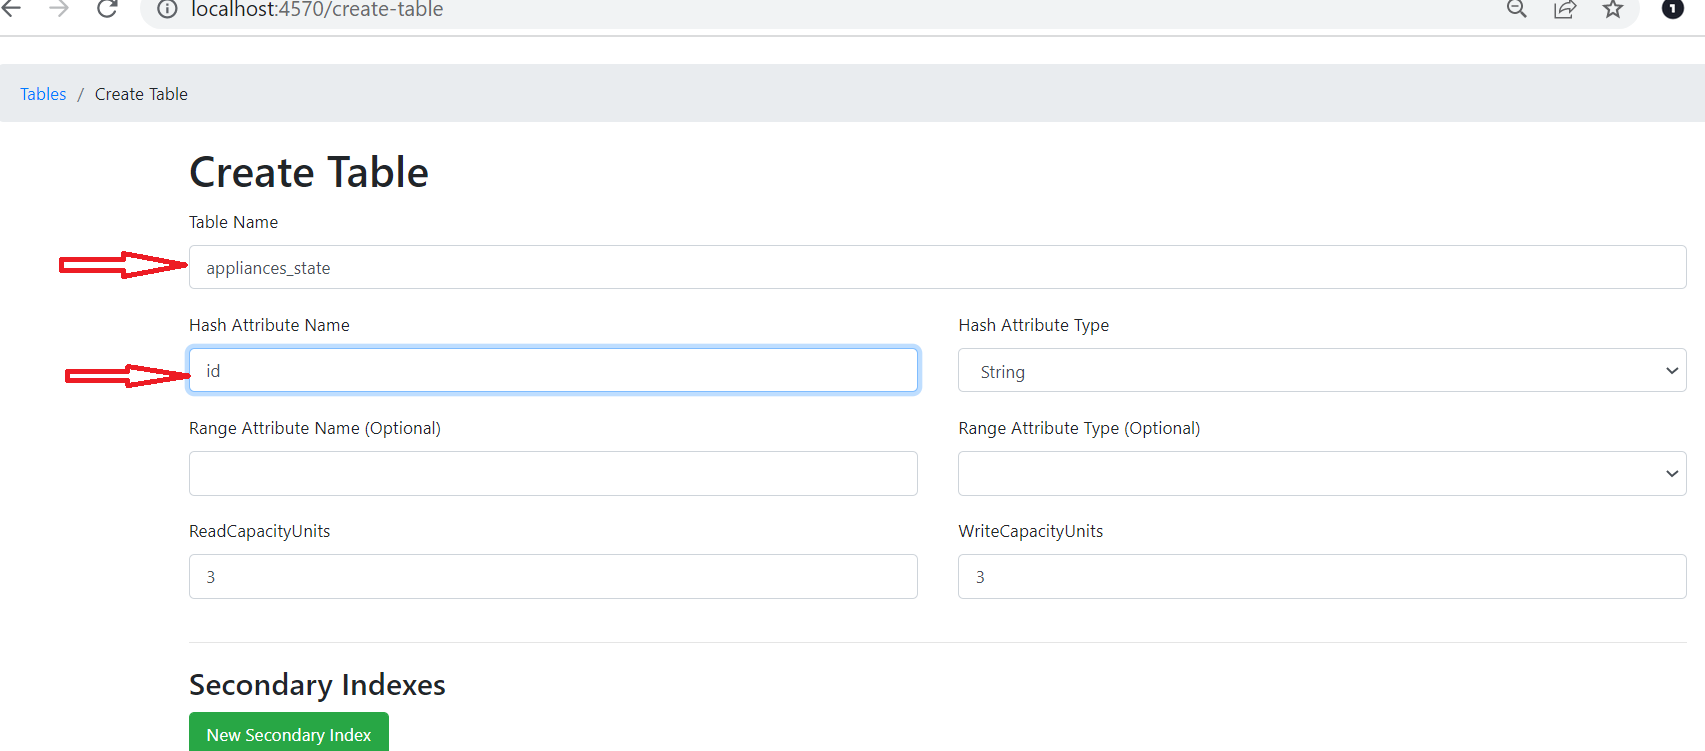 localhost:4570/create-table
1
Tables / Create Table
Create Table
Table Name
appliances_state
Hash Attribute Name
Hash Attribute Type
id
String
Range Attribute Name (Optional)
Range Attribute Type (Optional)
ReadCapacityUnits
WriteCapacityUnits
3
3
Secondary Indexes
New Secondary Index